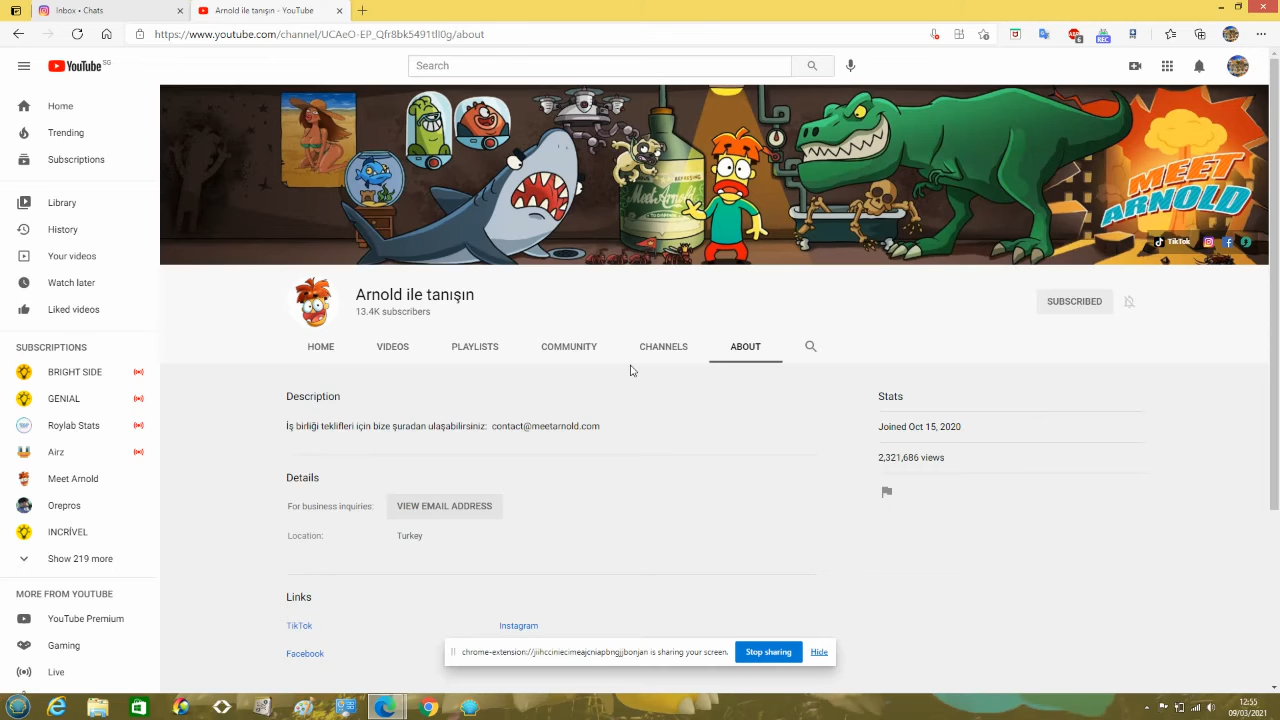 Inbox • Chats
Arnold ile tanışın - YouTube
https://www.youtube.com/channel/UCAeO-EP_Qfr8bk5491tIl0g/about
REC
YouTube SG
Search
Home
Trending
Subscriptions
Library
History
Your videos
Watch later
Liked videos
SUBSCRIPTIONS
BRIGHT SIDE
GENIAL
Roylab Stats
Airz
Meet Arnold
Orepros
INCRÍVEL
Show 219 more
MORE FROM YOUTUBE
YouTube Premium
Gaming
Live
REFRESHING
Meet Arnold
MEET
ARNOLD
TikTok
Arnold ile tanışın
13.4K subscribers
SUBSCRIBED
HOME
VIDEOS
PLAYLISTS
COMMUNITY
CHANNELS
ABOUT
Description
İş birliği teklifleri için bize şuradan ulaşabilirsiniz: contact@meetarnold.com
Details
For business inquiries:
VIEW EMAIL ADDRESS
Location:
Turkey
Links
TikTok
Instagram
Facebook
Stats
Joined Oct 15, 2020
2,321,686 views
chrome-extension://jiihcciniecimeajcniapbngjjbonjan is sharing your screen.
Stop sharing
Hide
12:55
09/03/2021